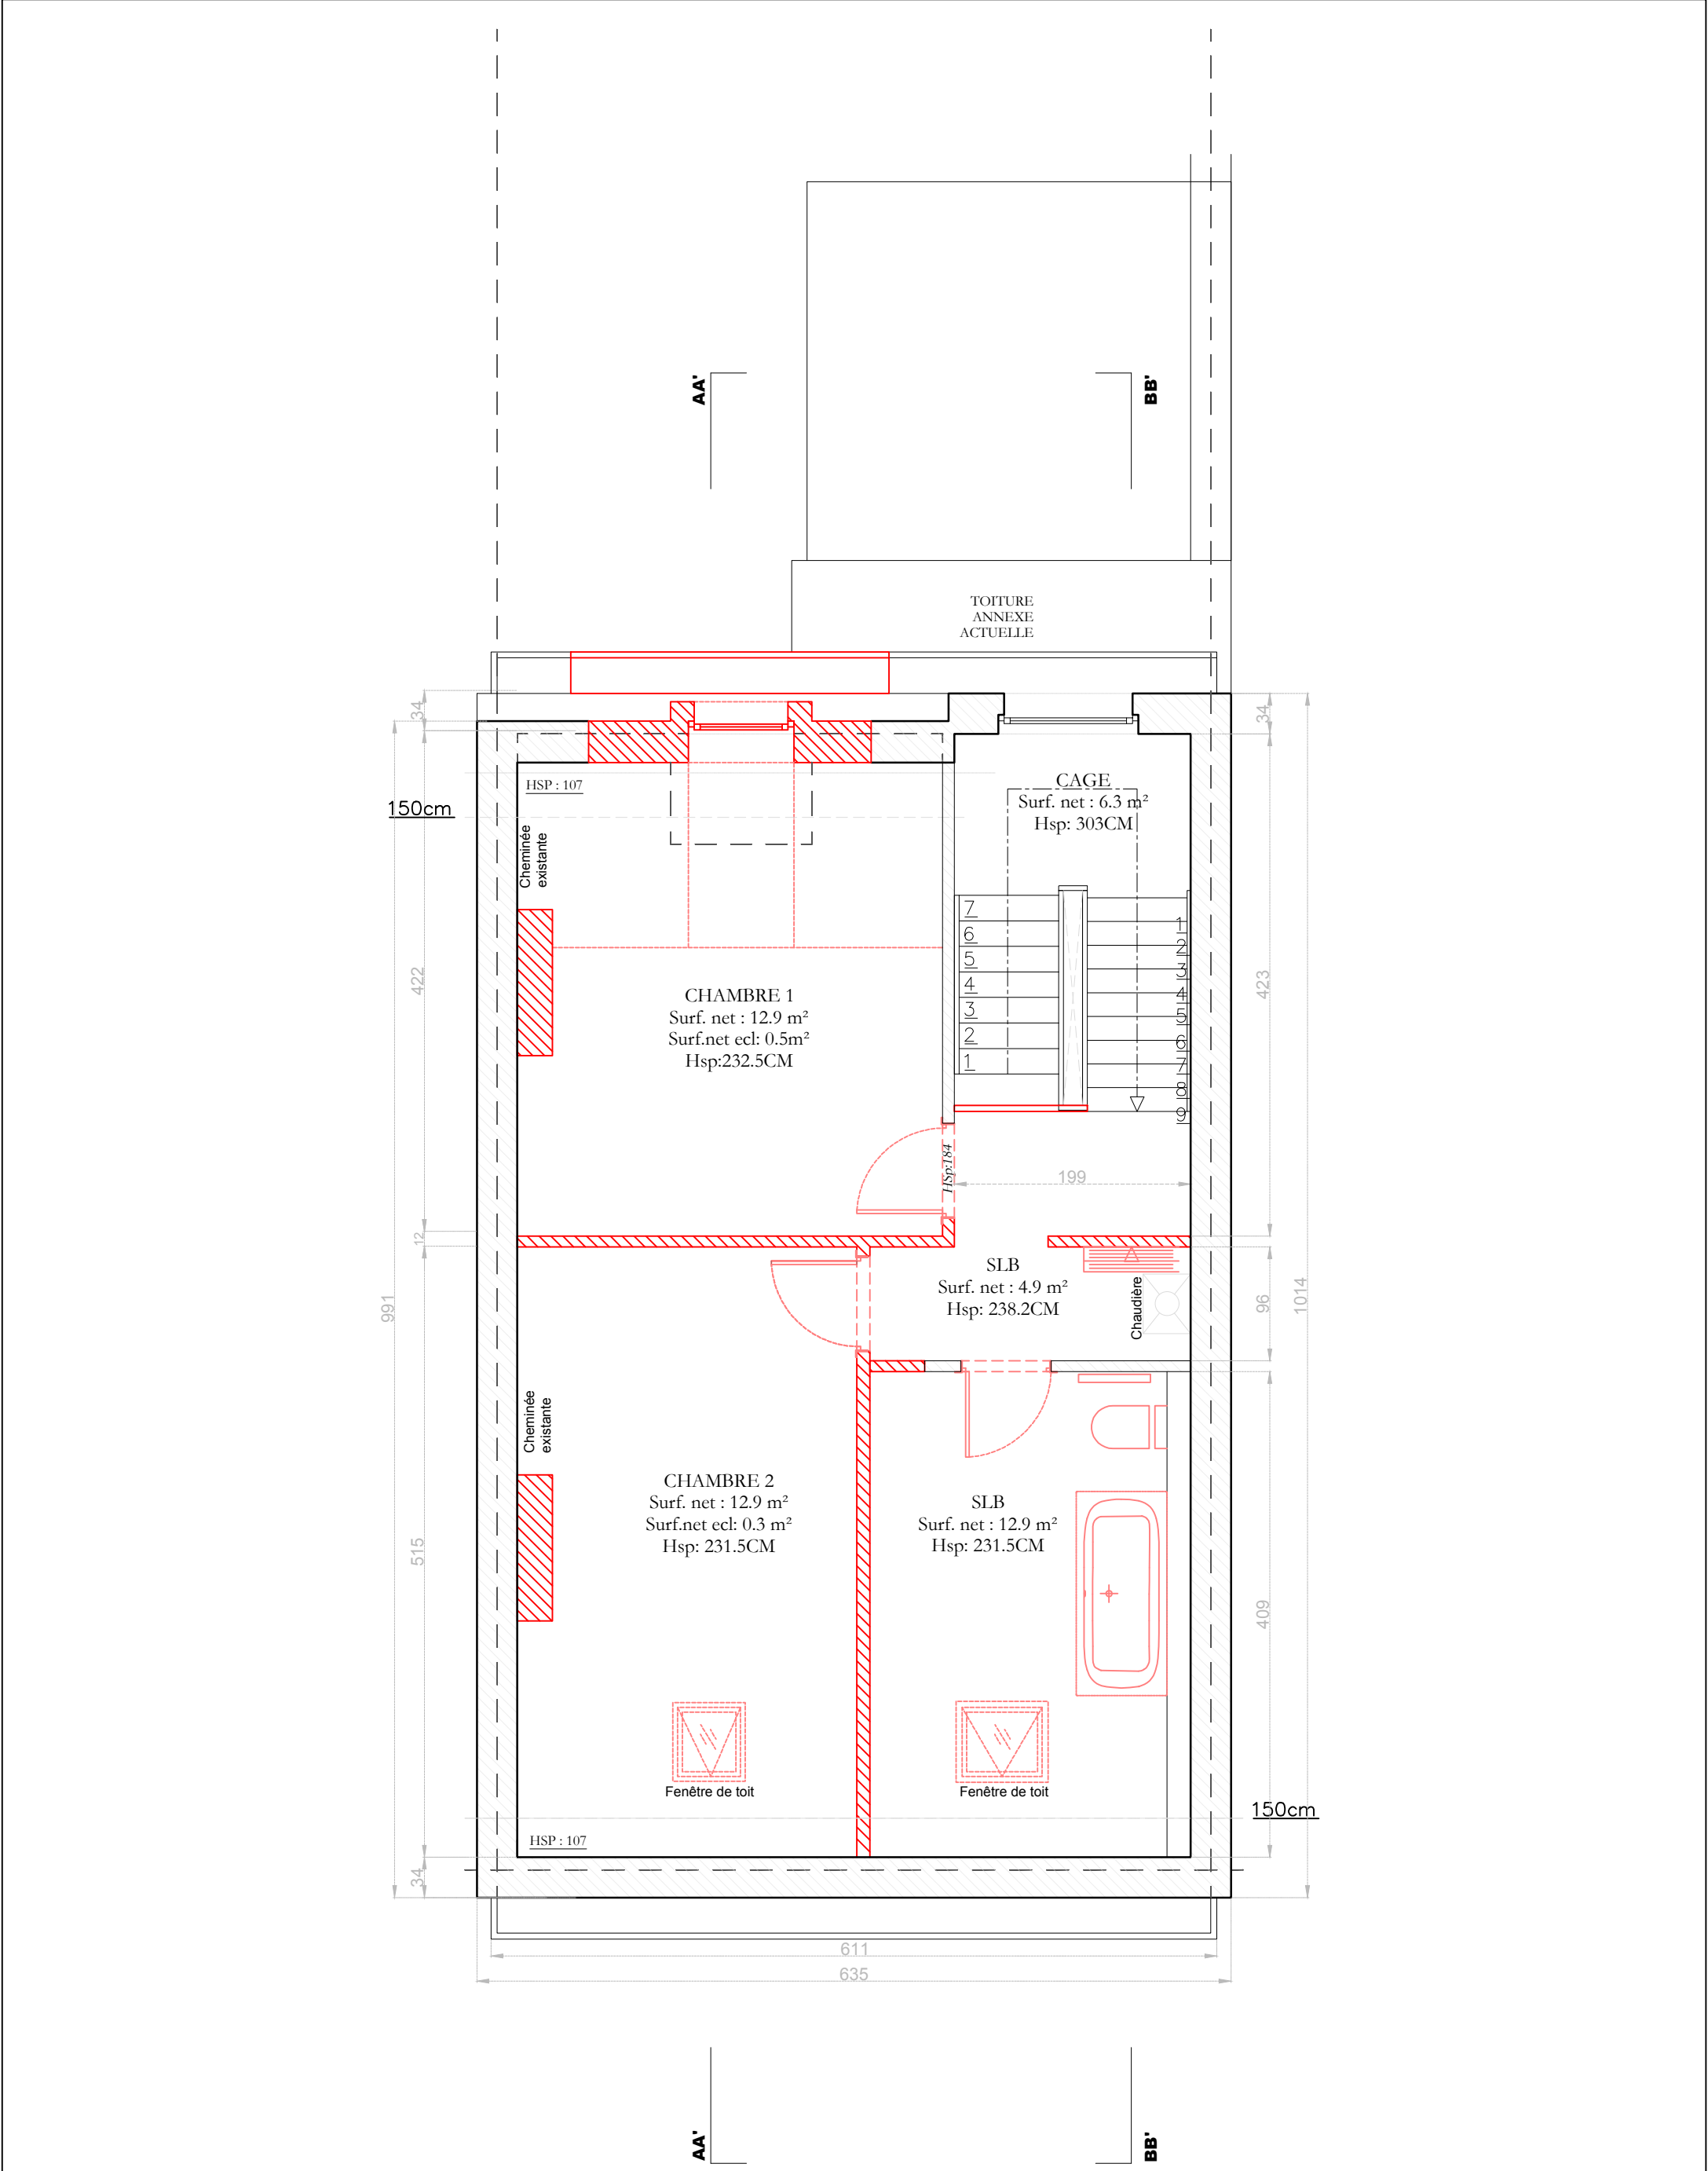 AA'
BB'
TOITURE
ANNEXE
ACTUELLE
34
34
HSP : 107
150cm
Cheminée
existante
CAGE
Surf. net : 6.3 m²
Hsp: 303CM
7
6
5
4
3
2
1
1
2
3
4
5
6
7
8
9
422
423
CHAMBRE 1
Surf. net : 12.9 m²
Surf.net ecl: 0.5m²
Hsp:232.5CM
HSp:184
199
12
SLB
Surf. net : 4.9 m²
Hsp: 238.2CM
Chaudière
96
1014
991
Cheminée
existante
CHAMBRE 2
Surf. net : 12.9 m²
Surf.net ecl: 0.3 m²
Hsp: 231.5CM
SLB
Surf. net : 12.9 m²
Hsp: 231.5CM
515
409
Fenêtre de toit
Fenêtre de toit
150cm
HSP : 107
34
611
635
AA'
BB'